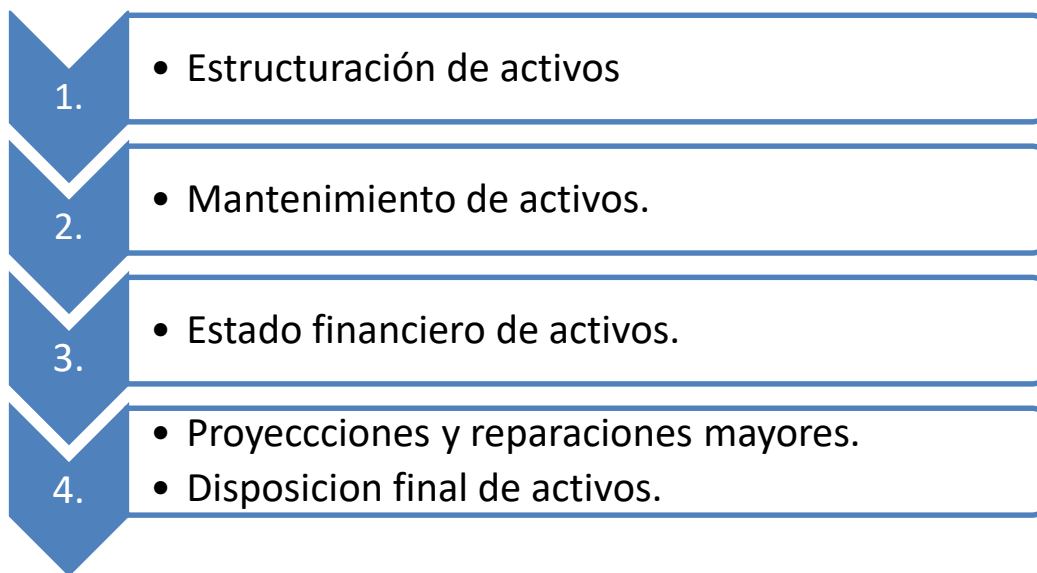 1.
• Estructuración de activos
2.
• Mantenimiento de activos.
3.
• Estado financiero de activos.
4.
• Proyeccciones y reparaciones mayores.
• Disposicion final de activos.